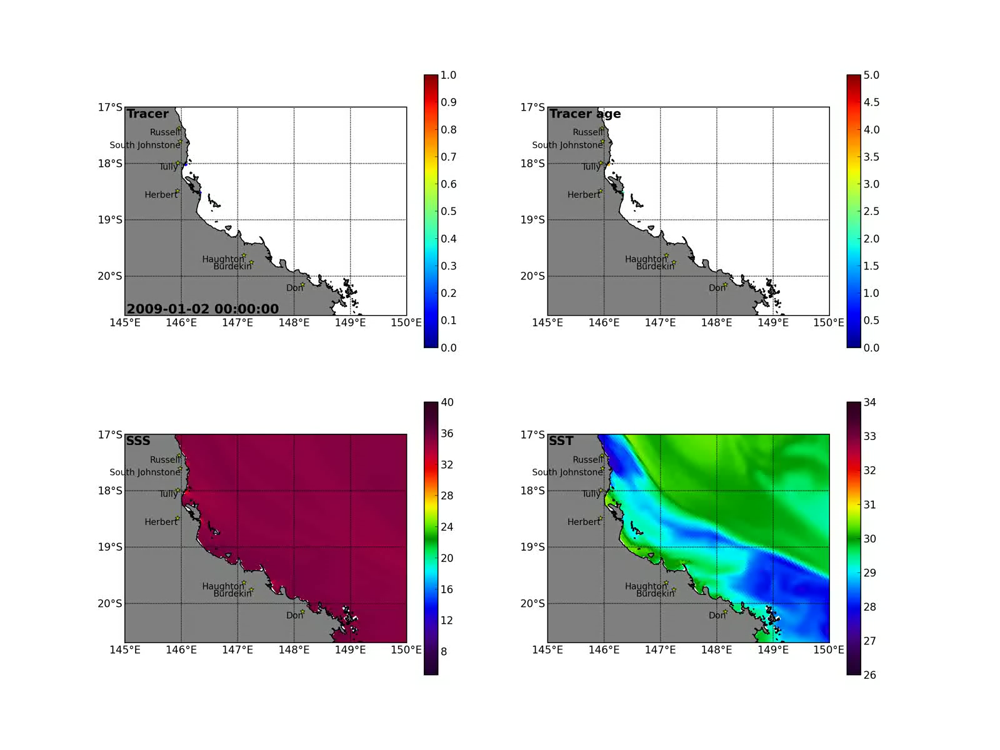 Tracer
17°S
18°S
19°S
20°S
Russell
South Johnstone
Tully
Herbert
Haughton
Burdekin
Don
2009-01-02 00:00:00
145°E 146°E 147°E 148°E 149°E 150°E
1.0
0.9
0.8
0.7
0.6
0.5
0.4
0.3
0.2
0.1
0.0
Tracer age
17°S
18°S
19°S
20°S
Russell
South Johnstone
Tully
Herbert
Haughton
Burdekin
Don
145°E 146°E 147°E 148°E 149°E 150°E
5.0
4.5
4.0
3.5
3.0
2.5
2.0
1.5
1.0
0.5
0.0
SSS
17°S
18°S
19°S
20°S
Russell
South Johnstone
Tully
Herbert
Haughton
Burdekin
Don
145°E 146°E 147°E 148°E 149°E 150°E
40
36
32
28
24
20
16
12
8
SST
17°S
18°S
19°S
20°S
Russell
South Johnstone
Tully
Herbert
Haughton
Burdekin
Don
145°E 146°E 147°E 148°E 149°E 150°E
34
33
32
31
30
29
28
27
26